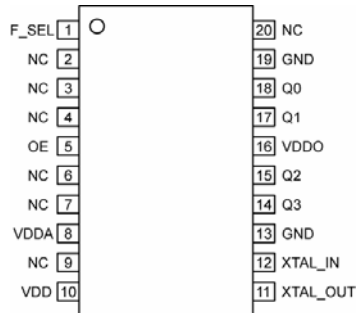 F_SEL 1 20 NC
NC 2 19 GND
NC 3 18 Q0
NC 4 17 Q1
OE 5 16 VDDO
NC 6 15 Q2
NC 7 14 Q3
VDDA 8 13 GND
NC 9 12 XTAL_IN
VDD 10 11 XTAL_OUT